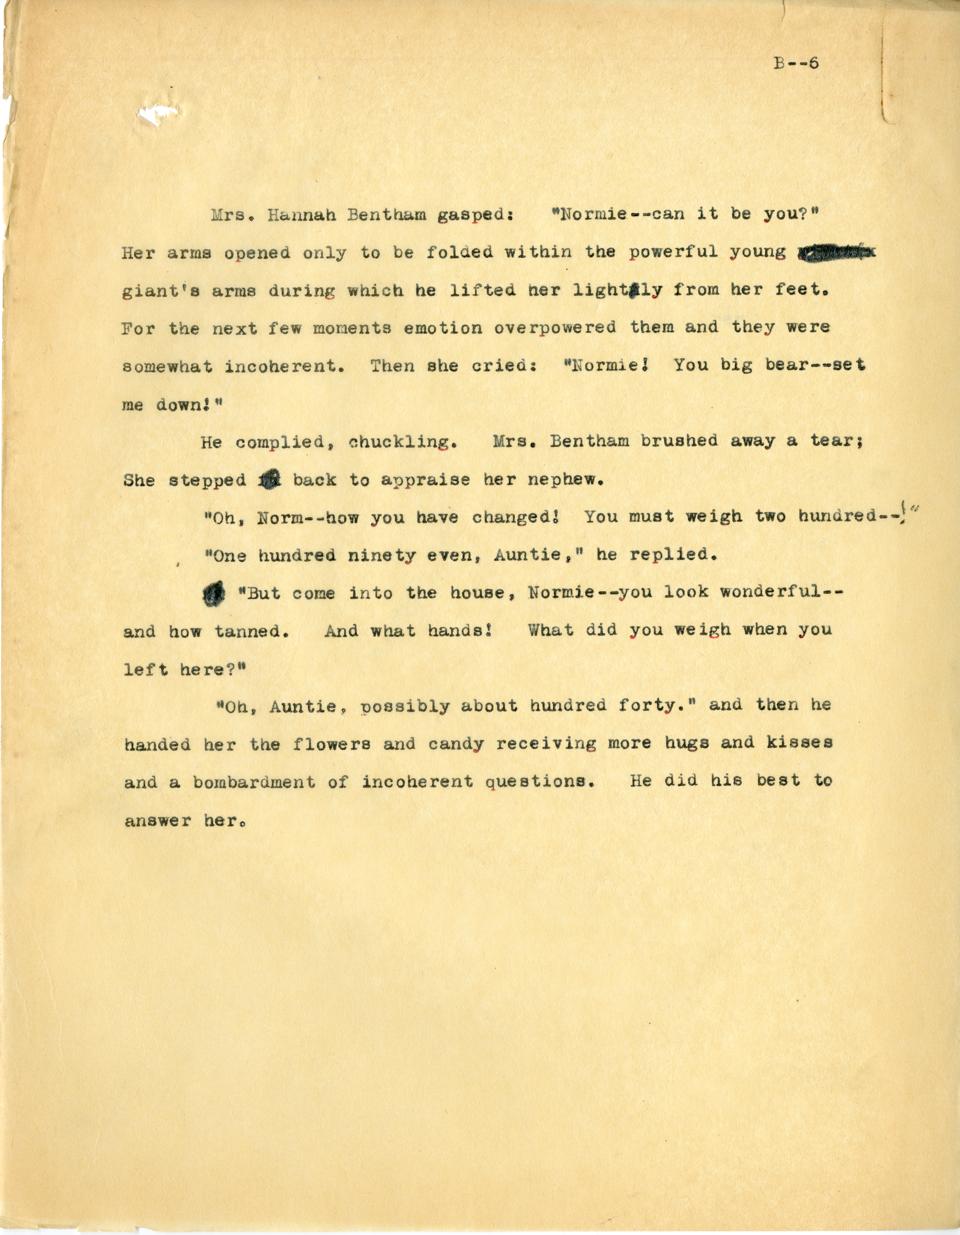 B--6
Mrs. Hannah Bentham gasped: "Normie--can it be you?"
Her arms opened only to be folded within the powerful young
giant's arms during which he lifted her lightly from her feet.
For the next few moments emotion overpowered them and they were
somewhat incoherent. Then she cried: "Normie! You big bear--set
me down!"
He complied, chuckling. Mrs. Bentham brushed away a tear;
She stepped back to appraise her nephew.
"Oh, Norm--how you have changed! You must weigh two hundred--!"
"One hundred ninety even, Auntie," he replied.
"But come into the house, Normie--you look wonderful--
and how tanned. And what hands! What did you weigh when you
left here?"
"Oh, Auntie, possibly about hundred forty." and then he
handed her the flowers and candy receiving more hugs and kisses
and a bombardment of incoherent questions. He did his best to
answer her.